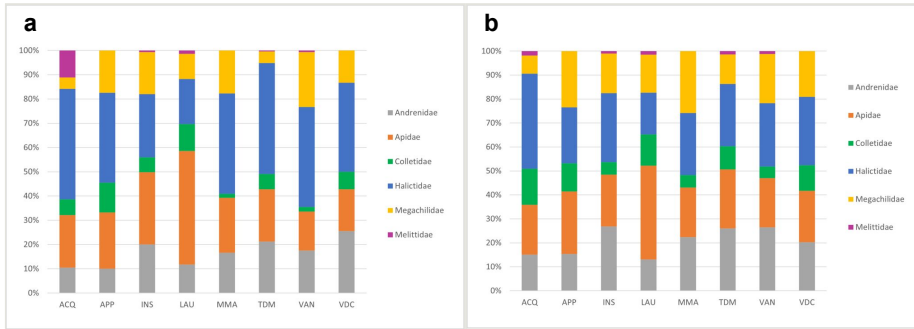 a
100%
90%
80%
70%
60%
50%
40%
30%
20%
10%
0%
ACQ APP INS LAU MMA TDM VAN VDC
Andrenidae
Apidae
Colletidae
Halictidae
Megachilidae
Melittidae
b
100%
90%
80%
70%
60%
50%
40%
30%
20%
10%
0%
ACQ APP INS LAU MMA TDM VAN VDC
Andrenidae
Apidae
Colletidae
Halictidae
Megachilidae
Melittidae